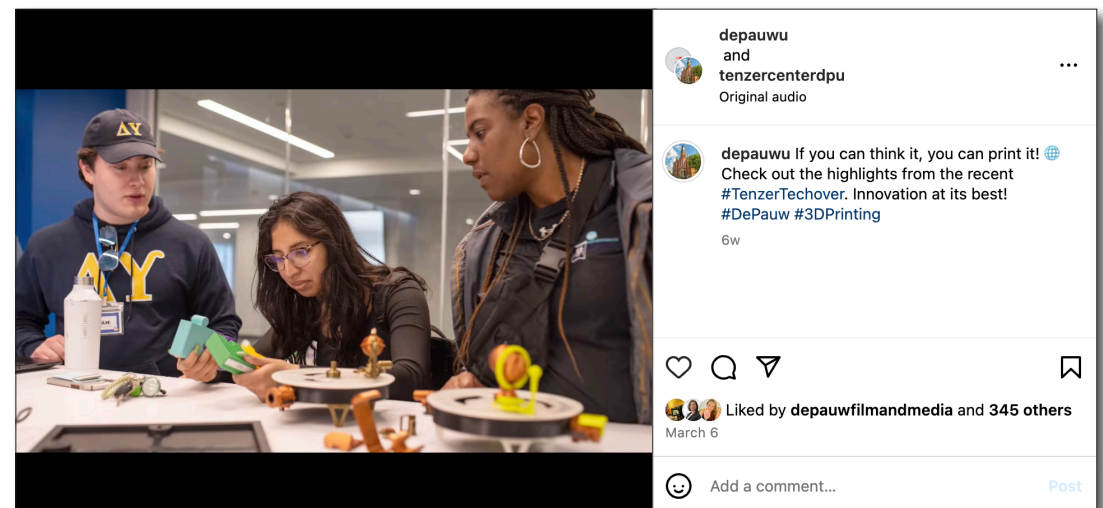 depauwu
and
tenzercenterdpu
Original audio
depauwu If you can think it, you can print it! 🌐
Check out the highlights from the recent
#TenzerTechover. Innovation at its best!
#DePauw #3DPrinting
6w
Liked by depauwfilmandmedia and 345 others
March 6
Add a comment...
Post
ΔΥ
ΔΥ